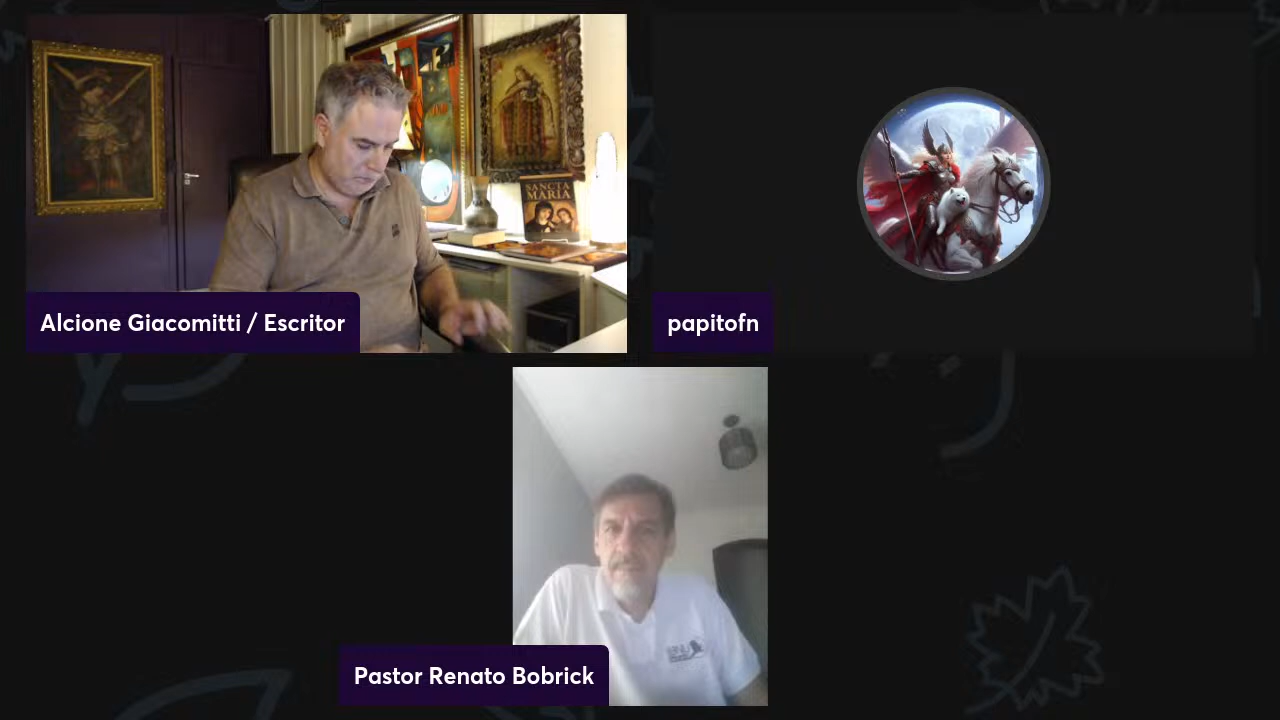 SANCTA
MARIA
Alcione Giacomitti / Escritor
papitofn
Pastor Renato Bobrick